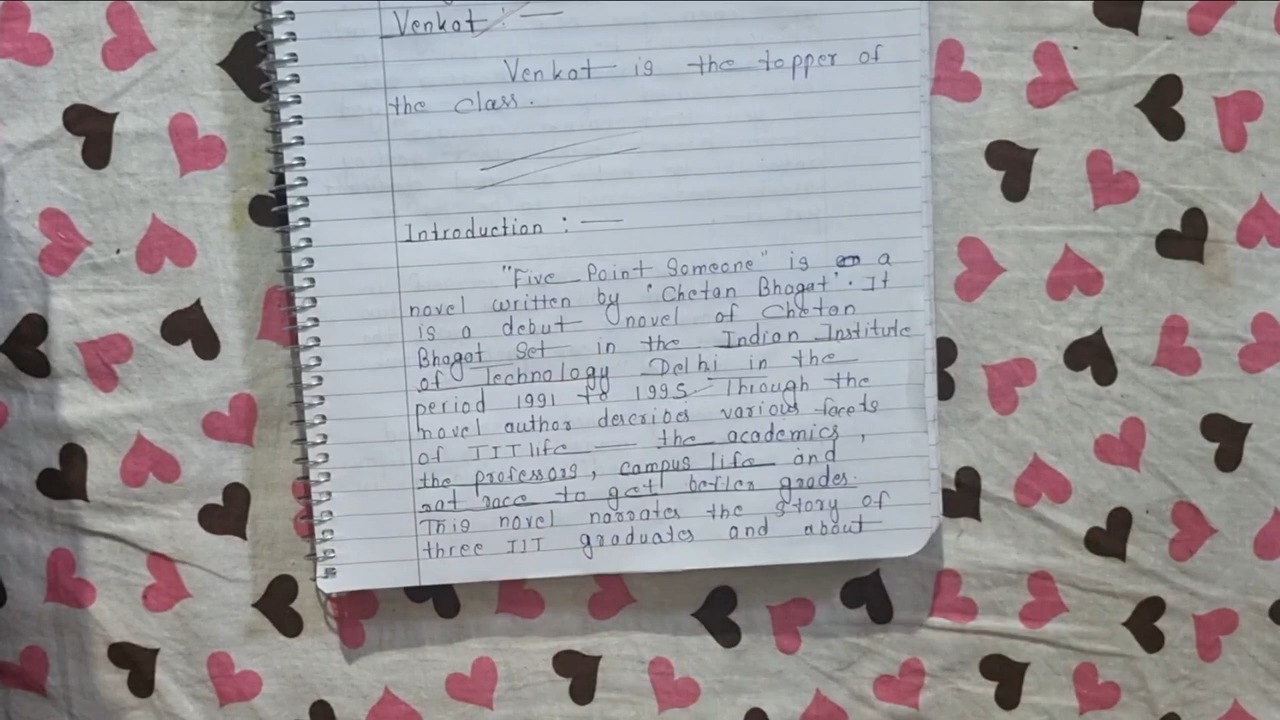 Venkat : —
Venkat is the topper of
the class.
Introduction : —
"Five Point Someone" is a
novel written by 'Chetan Bhagat'. It
is a debut novel of Chetan
Bhagat Set in the Indian Institute
of Technology Delhi in the
period 1991 to 1995. Through the
novel author describes various facets
of IIT life — the academics,
the professors, campus life and
rat race to get better grades.
This novel narrates the story of
three IIT graduates and about